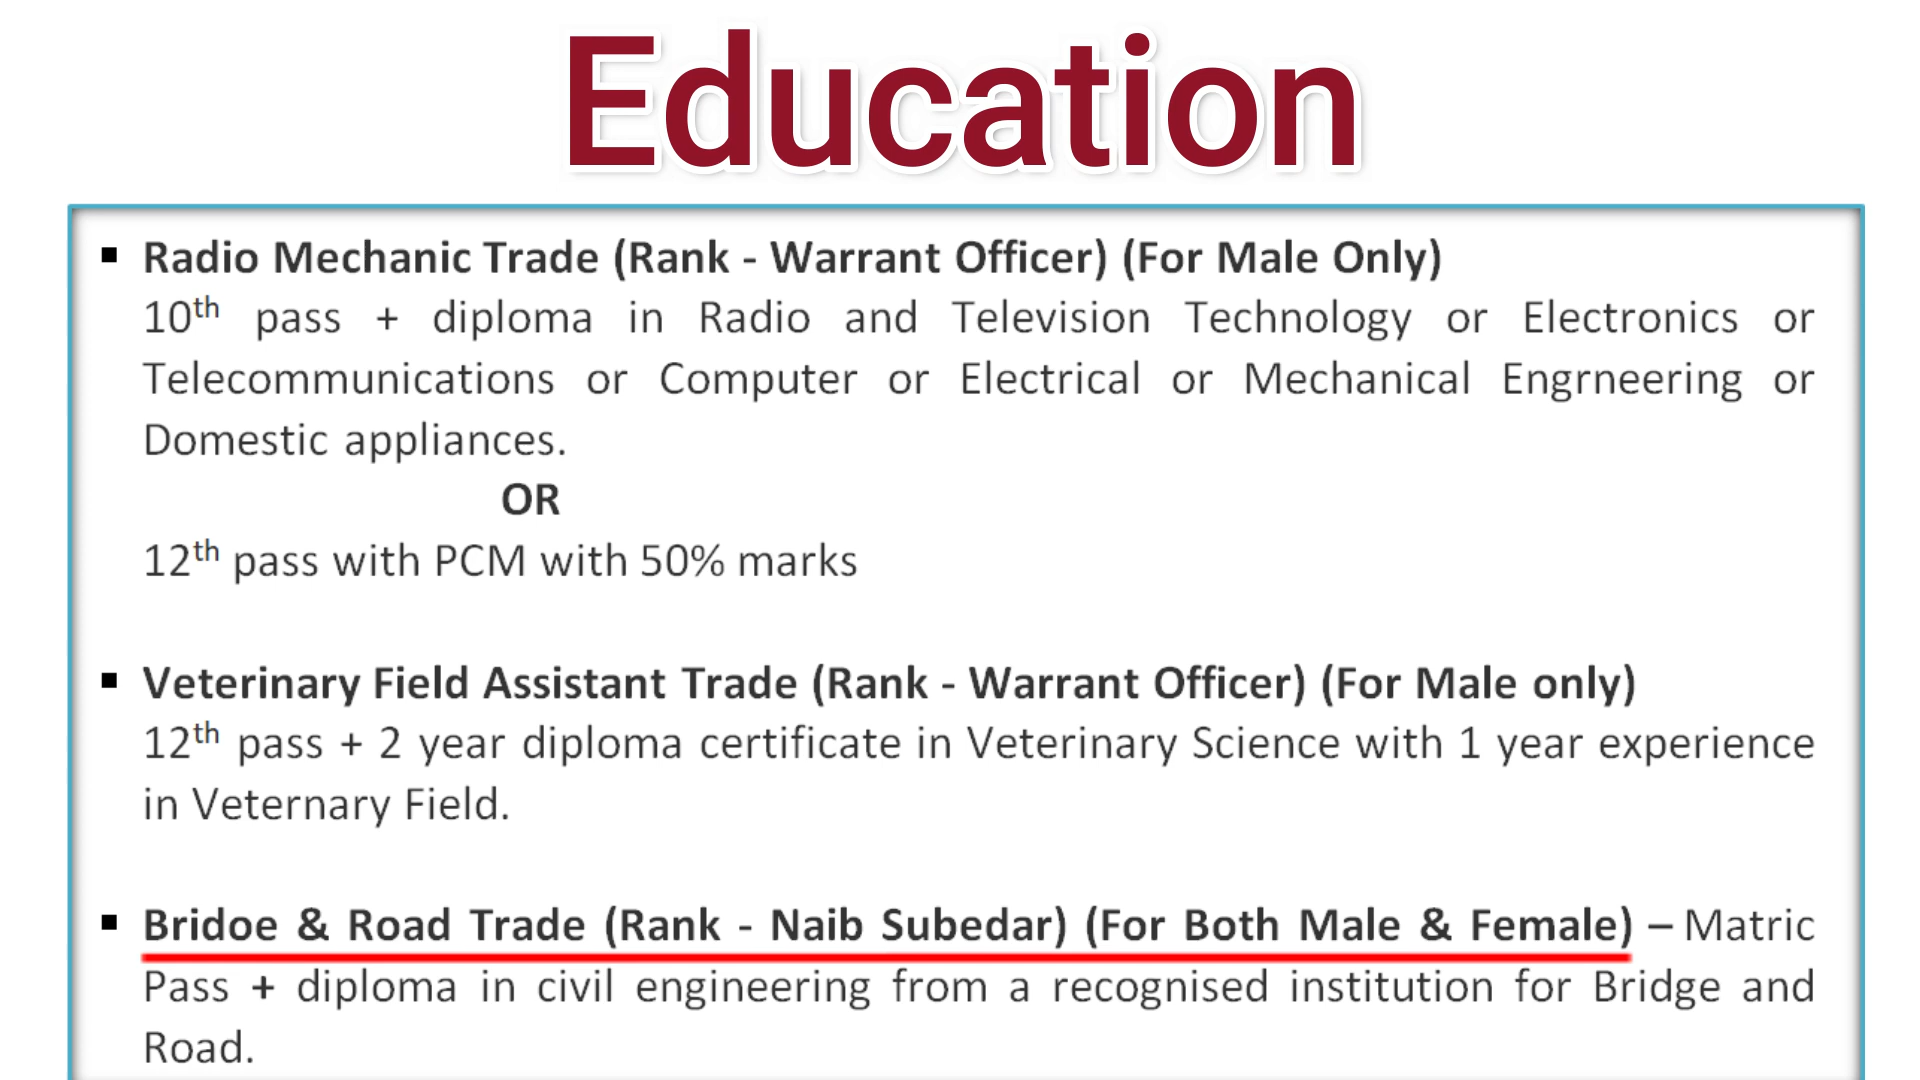 Education
▪ Radio Mechanic Trade (Rank - Warrant Officer) (For Male Only)
10th pass + diploma in Radio and Television Technology or Electronics or
Telecommunications or Computer or Electrical or Mechanical Engrneering or
Domestic appliances.
OR
12th pass with PCM with 50% marks
▪ Veterinary Field Assistant Trade (Rank - Warrant Officer) (For Male only)
12th pass + 2 year diploma certificate in Veterinary Science with 1 year experience
in Veternary Field.
▪ Bridoe & Road Trade (Rank - Naib Subedar) (For Both Male & Female) – Matric
Pass + diploma in civil engineering from a recognised institution for Bridge and
Road.